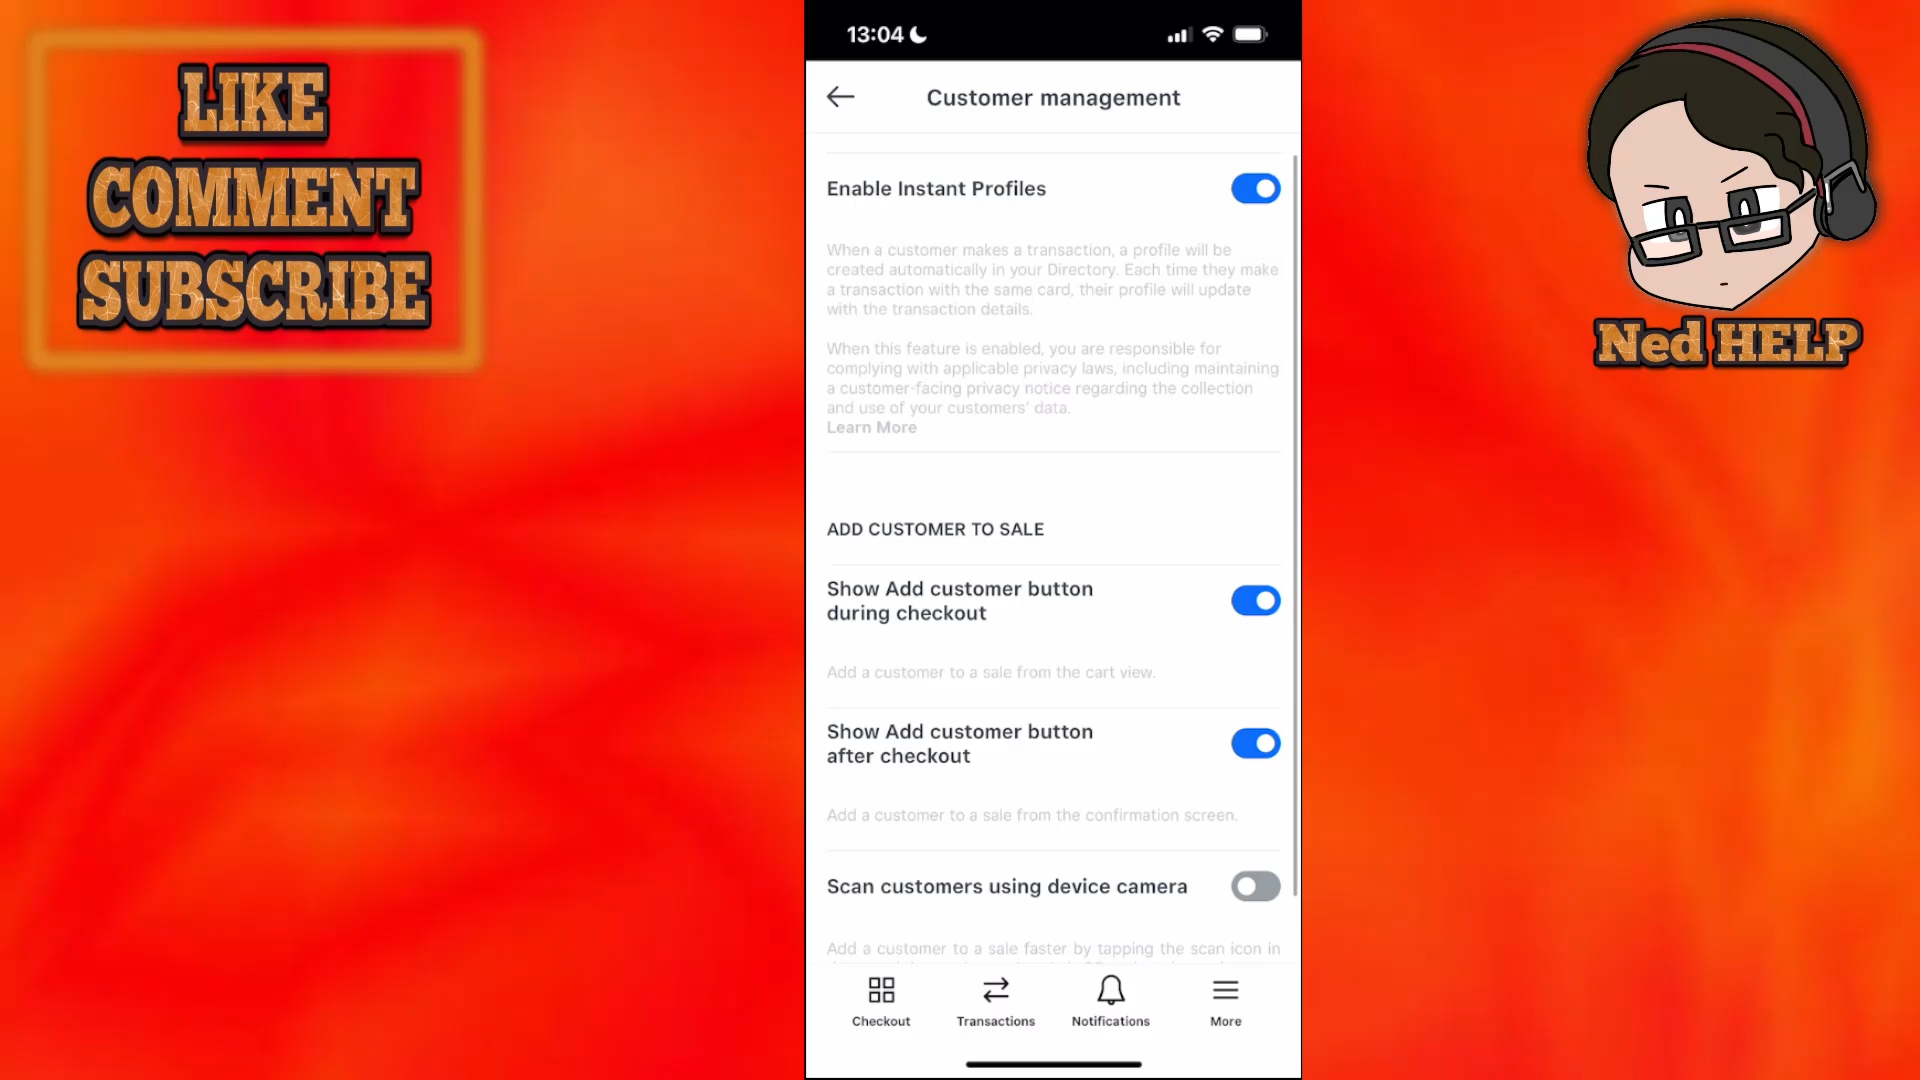 LIKE
COMMENT
SUBSCRIBE
13:04
Customer management
Enable Instant Profiles
When a customer makes a transaction, a profile will be
created automatically in your Directory. Each time they make
a transaction with the same card, their profile will update
with the transaction details.
When this feature is enabled, you are responsible for
complying with applicable privacy laws, including maintaining
a customer-facing privacy notice regarding the collection
and use of your customers' data.
Learn More
ADD CUSTOMER TO SALE
Show Add customer button
during checkout
Add a customer to a sale from the cart view.
Show Add customer button
after checkout
Add a customer to a sale from the confirmation screen.
Scan customers using device camera
Add a customer to a sale faster by tapping the scan icon in
Checkout
Transactions
Notifications
More
Ned HELP